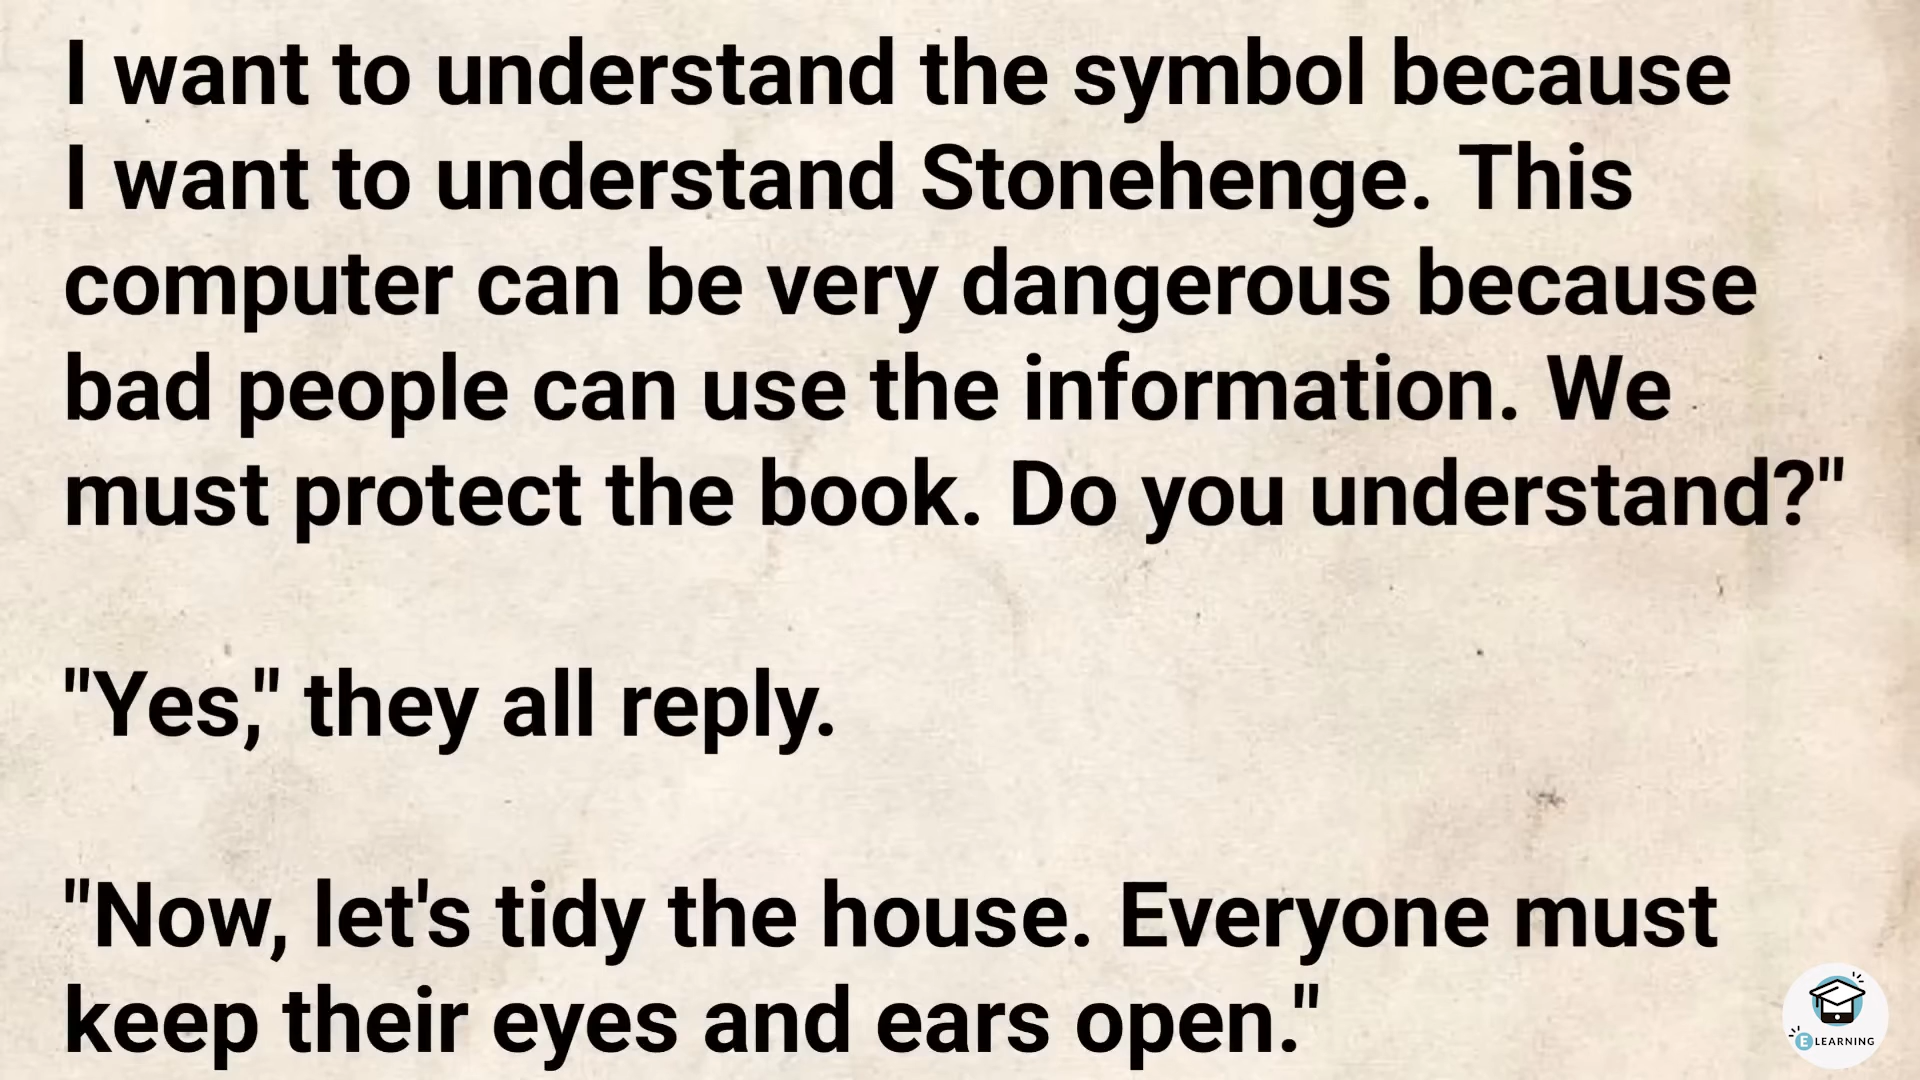 I want to understand the symbol because
I want to understand Stonehenge. This
computer can be very dangerous because
bad people can use the information. We
must protect the book. Do you understand?"
"Yes," they all reply.
"Now, let's tidy the house. Everyone must
keep their eyes and ears open."
E LEARNING